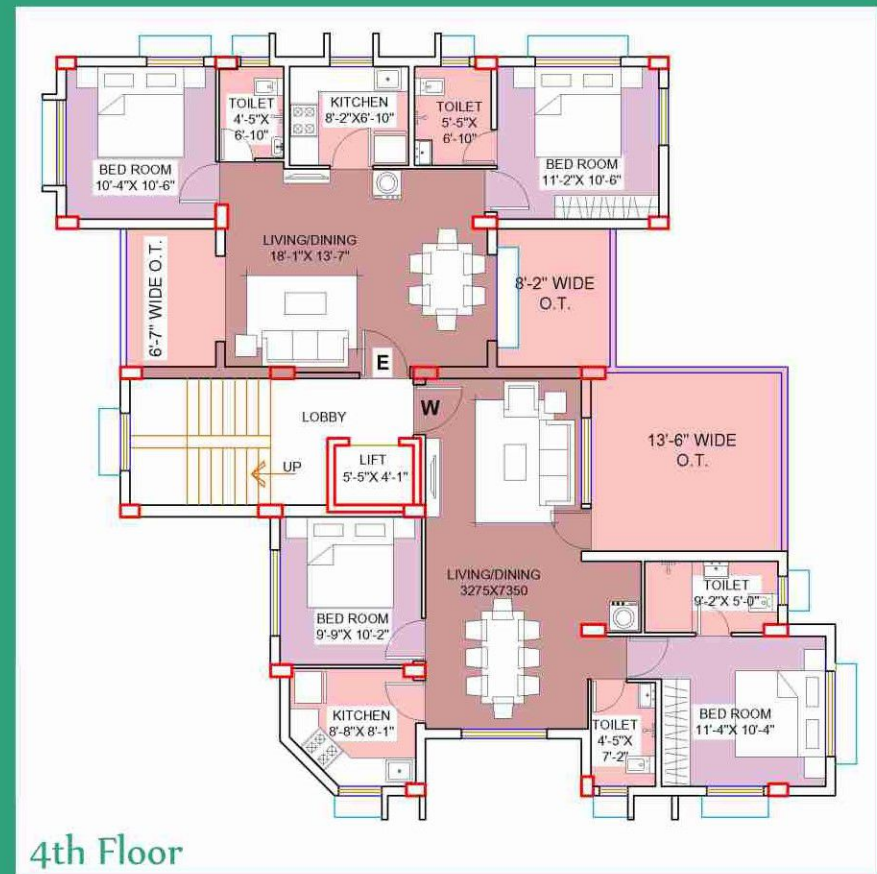 TOILET
4'-5"X
6'-10"
KITCHEN
8'-2"X6'-10"
TOILET
5'-5"X
6'-10"
BED ROOM
10'-4"X 10'-6"
BED ROOM
11'-2"X 10'-6"
LIVING/DINING
18'-1"X 13'-7"
6'-7" WIDE O.T.
8'-2" WIDE
O.T.
E
W
LOBBY
UP
LIFT
5'-5"X 4'-1"
13'-6" WIDE
O.T.
LIVING/DINING
3275X7350
TOILET
9'-2"X 5'-0"
BED ROOM
9'-9"X 10'-2"
KITCHEN
8'-8"X 8'-1"
TOILET
4'-5"X
7'-2"
BED ROOM
11'-4"X 10'-4"
4th Floor